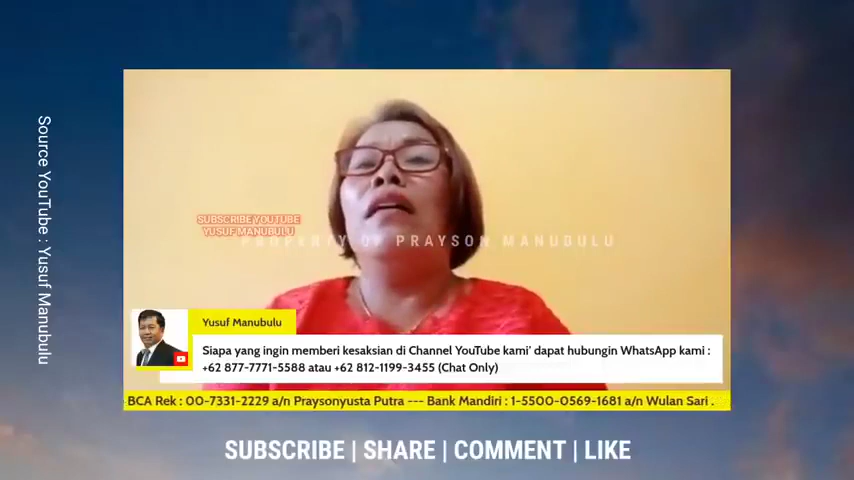 Source YouTube : Yusuf Manubulu
SUBSCRIBE YOUTUBE
YUSUF MANUBULU
PROPERTY OF PRAYSON MANUBULU
Yusuf Manubulu
Siapa yang ingin memberi kesaksian di Channel YouTube kami' dapat hubungin WhatsApp kami :
+62 877-7771-5588 atau +62 812-1199-3455 (Chat Only)
BCA Rek : 00-7331-2229 a/n Praysonyusta Putra --- Bank Mandiri : 1-5500-0569-1681 a/n Wulan Sari .
SUBSCRIBE | SHARE | COMMENT | LIKE